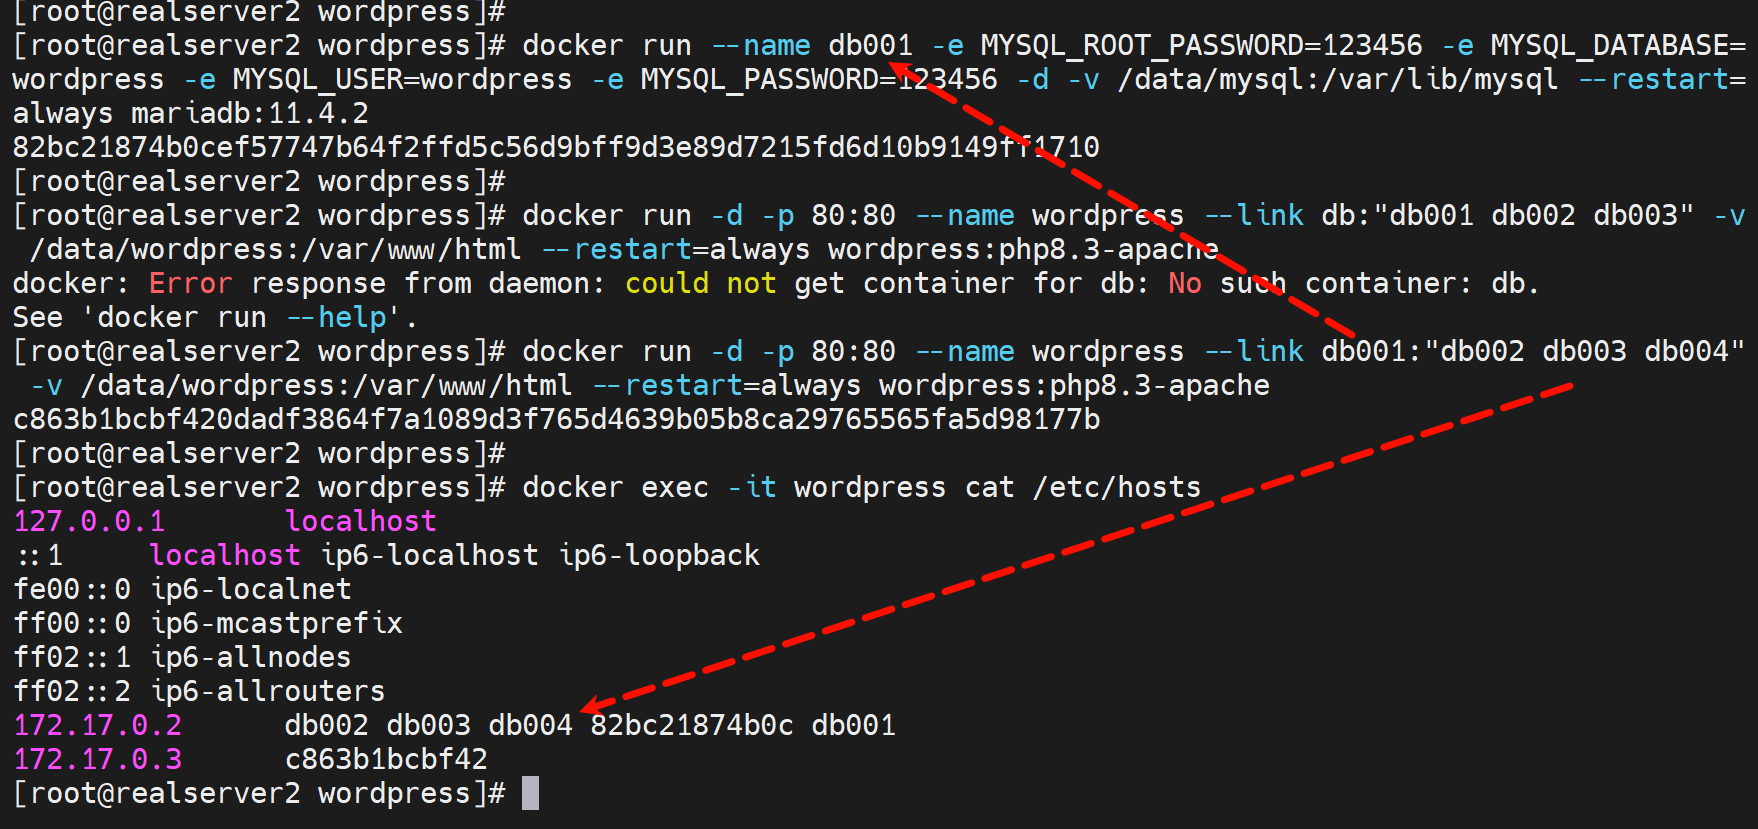 [root@realserver2 wordpress]#
[root@realserver2 wordpress]# docker run --name db001 -e MYSQL_ROOT_PASSWORD=123456 -e MYSQL_DATABASE=
wordpress -e MYSQL_USER=wordpress -e MYSQL_PASSWORD=123456 -d -v /data/mysql:/var/lib/mysql --restart=
always mariadb:11.4.2
82bc21874b0cef57747b64f2ffd5c56d9bff9d3e89d7215fd6d10b9149ff1710
[root@realserver2 wordpress]#
[root@realserver2 wordpress]# docker run -d -p 80:80 --name wordpress --link db:"db001 db002 db003" -v
 /data/wordpress:/var/www/html --restart=always wordpress:php8.3-apache
docker: Error response from daemon: could not get container for db: No such container: db.
See 'docker run --help'.
[root@realserver2 wordpress]# docker run -d -p 80:80 --name wordpress --link db001:"db002 db003 db004"
 -v /data/wordpress:/var/www/html --restart=always wordpress:php8.3-apache
c863b1bcbf420dadf3864f7a1089d3f765d4639b05b8ca29765565fa5d98177b
[root@realserver2 wordpress]#
[root@realserver2 wordpress]# docker exec -it wordpress cat /etc/hosts
127.0.0.1       localhost
::1     localhost ip6-localhost ip6-loopback
fe00::0 ip6-localnet
ff00::0 ip6-mcastprefix
ff02::1 ip6-allnodes
ff02::2 ip6-allrouters
172.17.0.2      db002 db003 db004 82bc21874b0c db001
172.17.0.3      c863b1bcbf42
[root@realserver2 wordpress]#